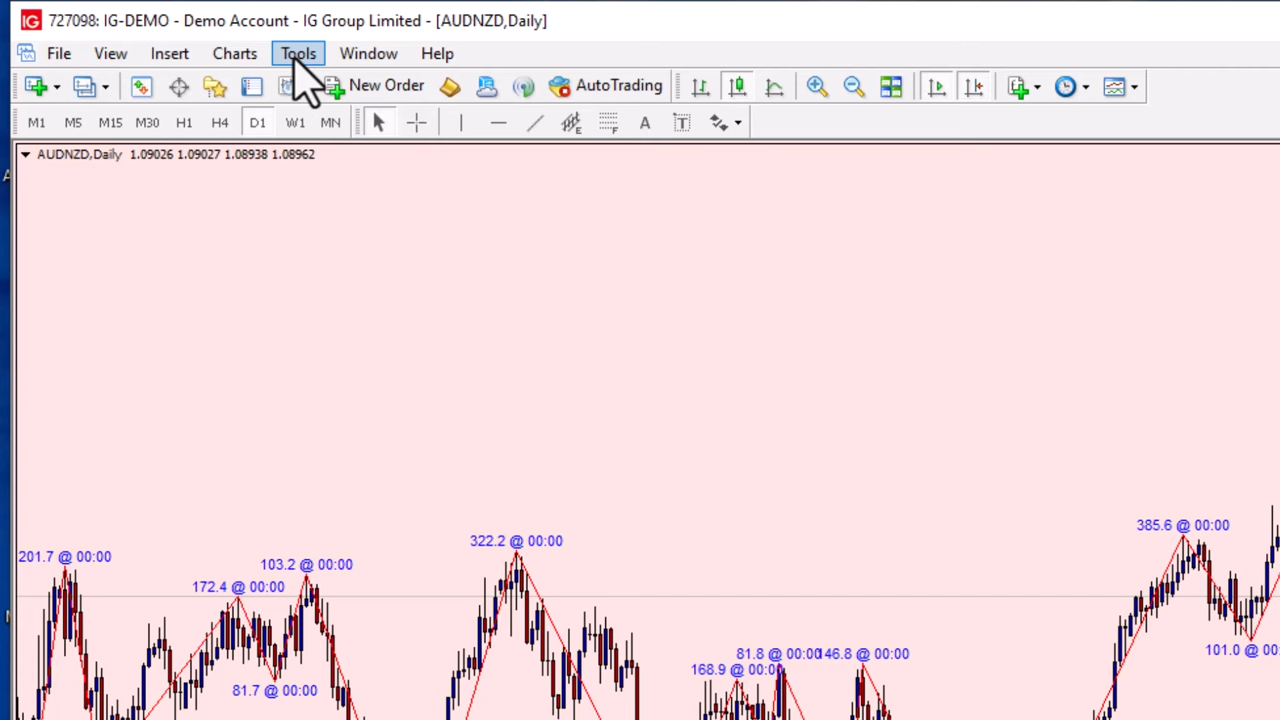 IG 727098: IG-DEMO - Demo Account - IG Group Limited - [AUDNZD,Daily]
File View Insert Charts Tools Window Help
New Order AutoTrading
M1 M5 M15 M30 H1 H4 D1 W1 MN E F A T
AUDNZD,Daily 1.09026 1.09027 1.08938 1.08962
385.6 @ 00:00
322.2 @ 00:00
201.7 @ 00:00
103.2 @ 00:00
172.4 @ 00:00
101.0 @ 00:
81.8 @ 00:00
146.8 @ 00:00
168.9 @ 00:00
81.7 @ 00:00